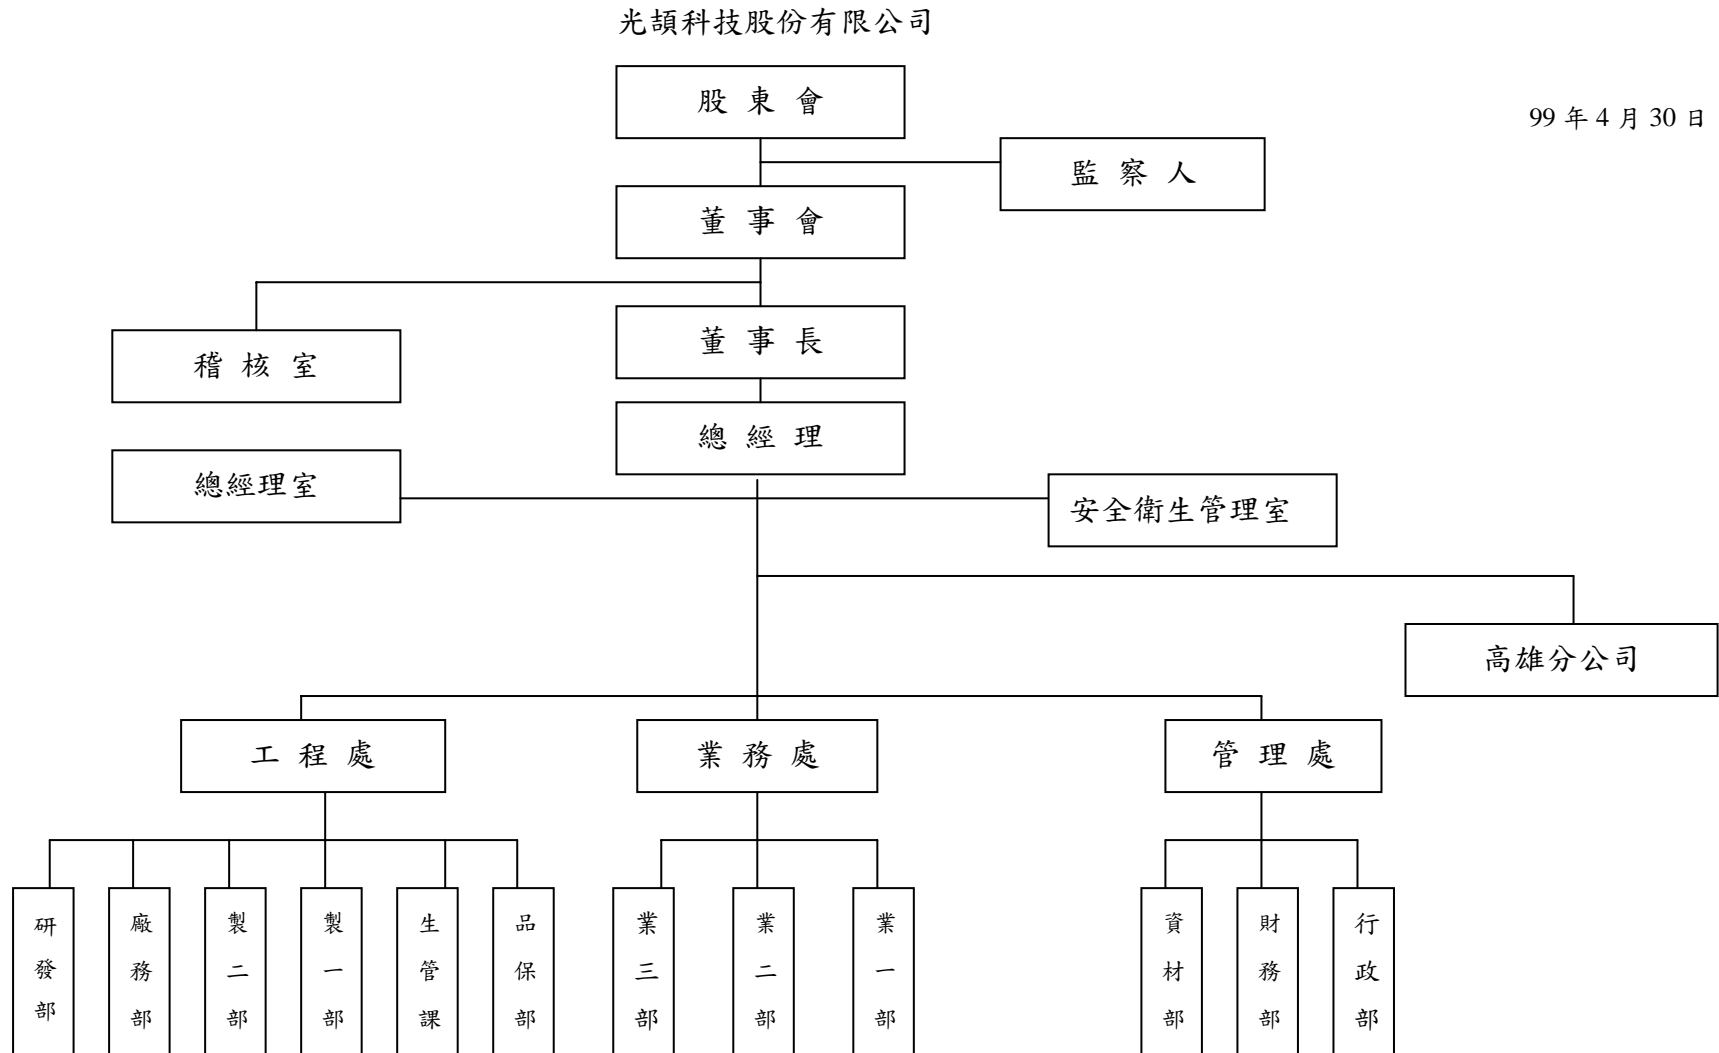 光頡科技股份有限公司
股東會
99 年 4 月 30 日
監察人
董事會
董事長
稽核室
總經理
總經理室
安全衛生管理室
高雄分公司
工程處
業務處
管理處
研發部
廠務部
製二部
製一部
生管課
品保部
業三部
業二部
業一部
資材部
財務部
行政部